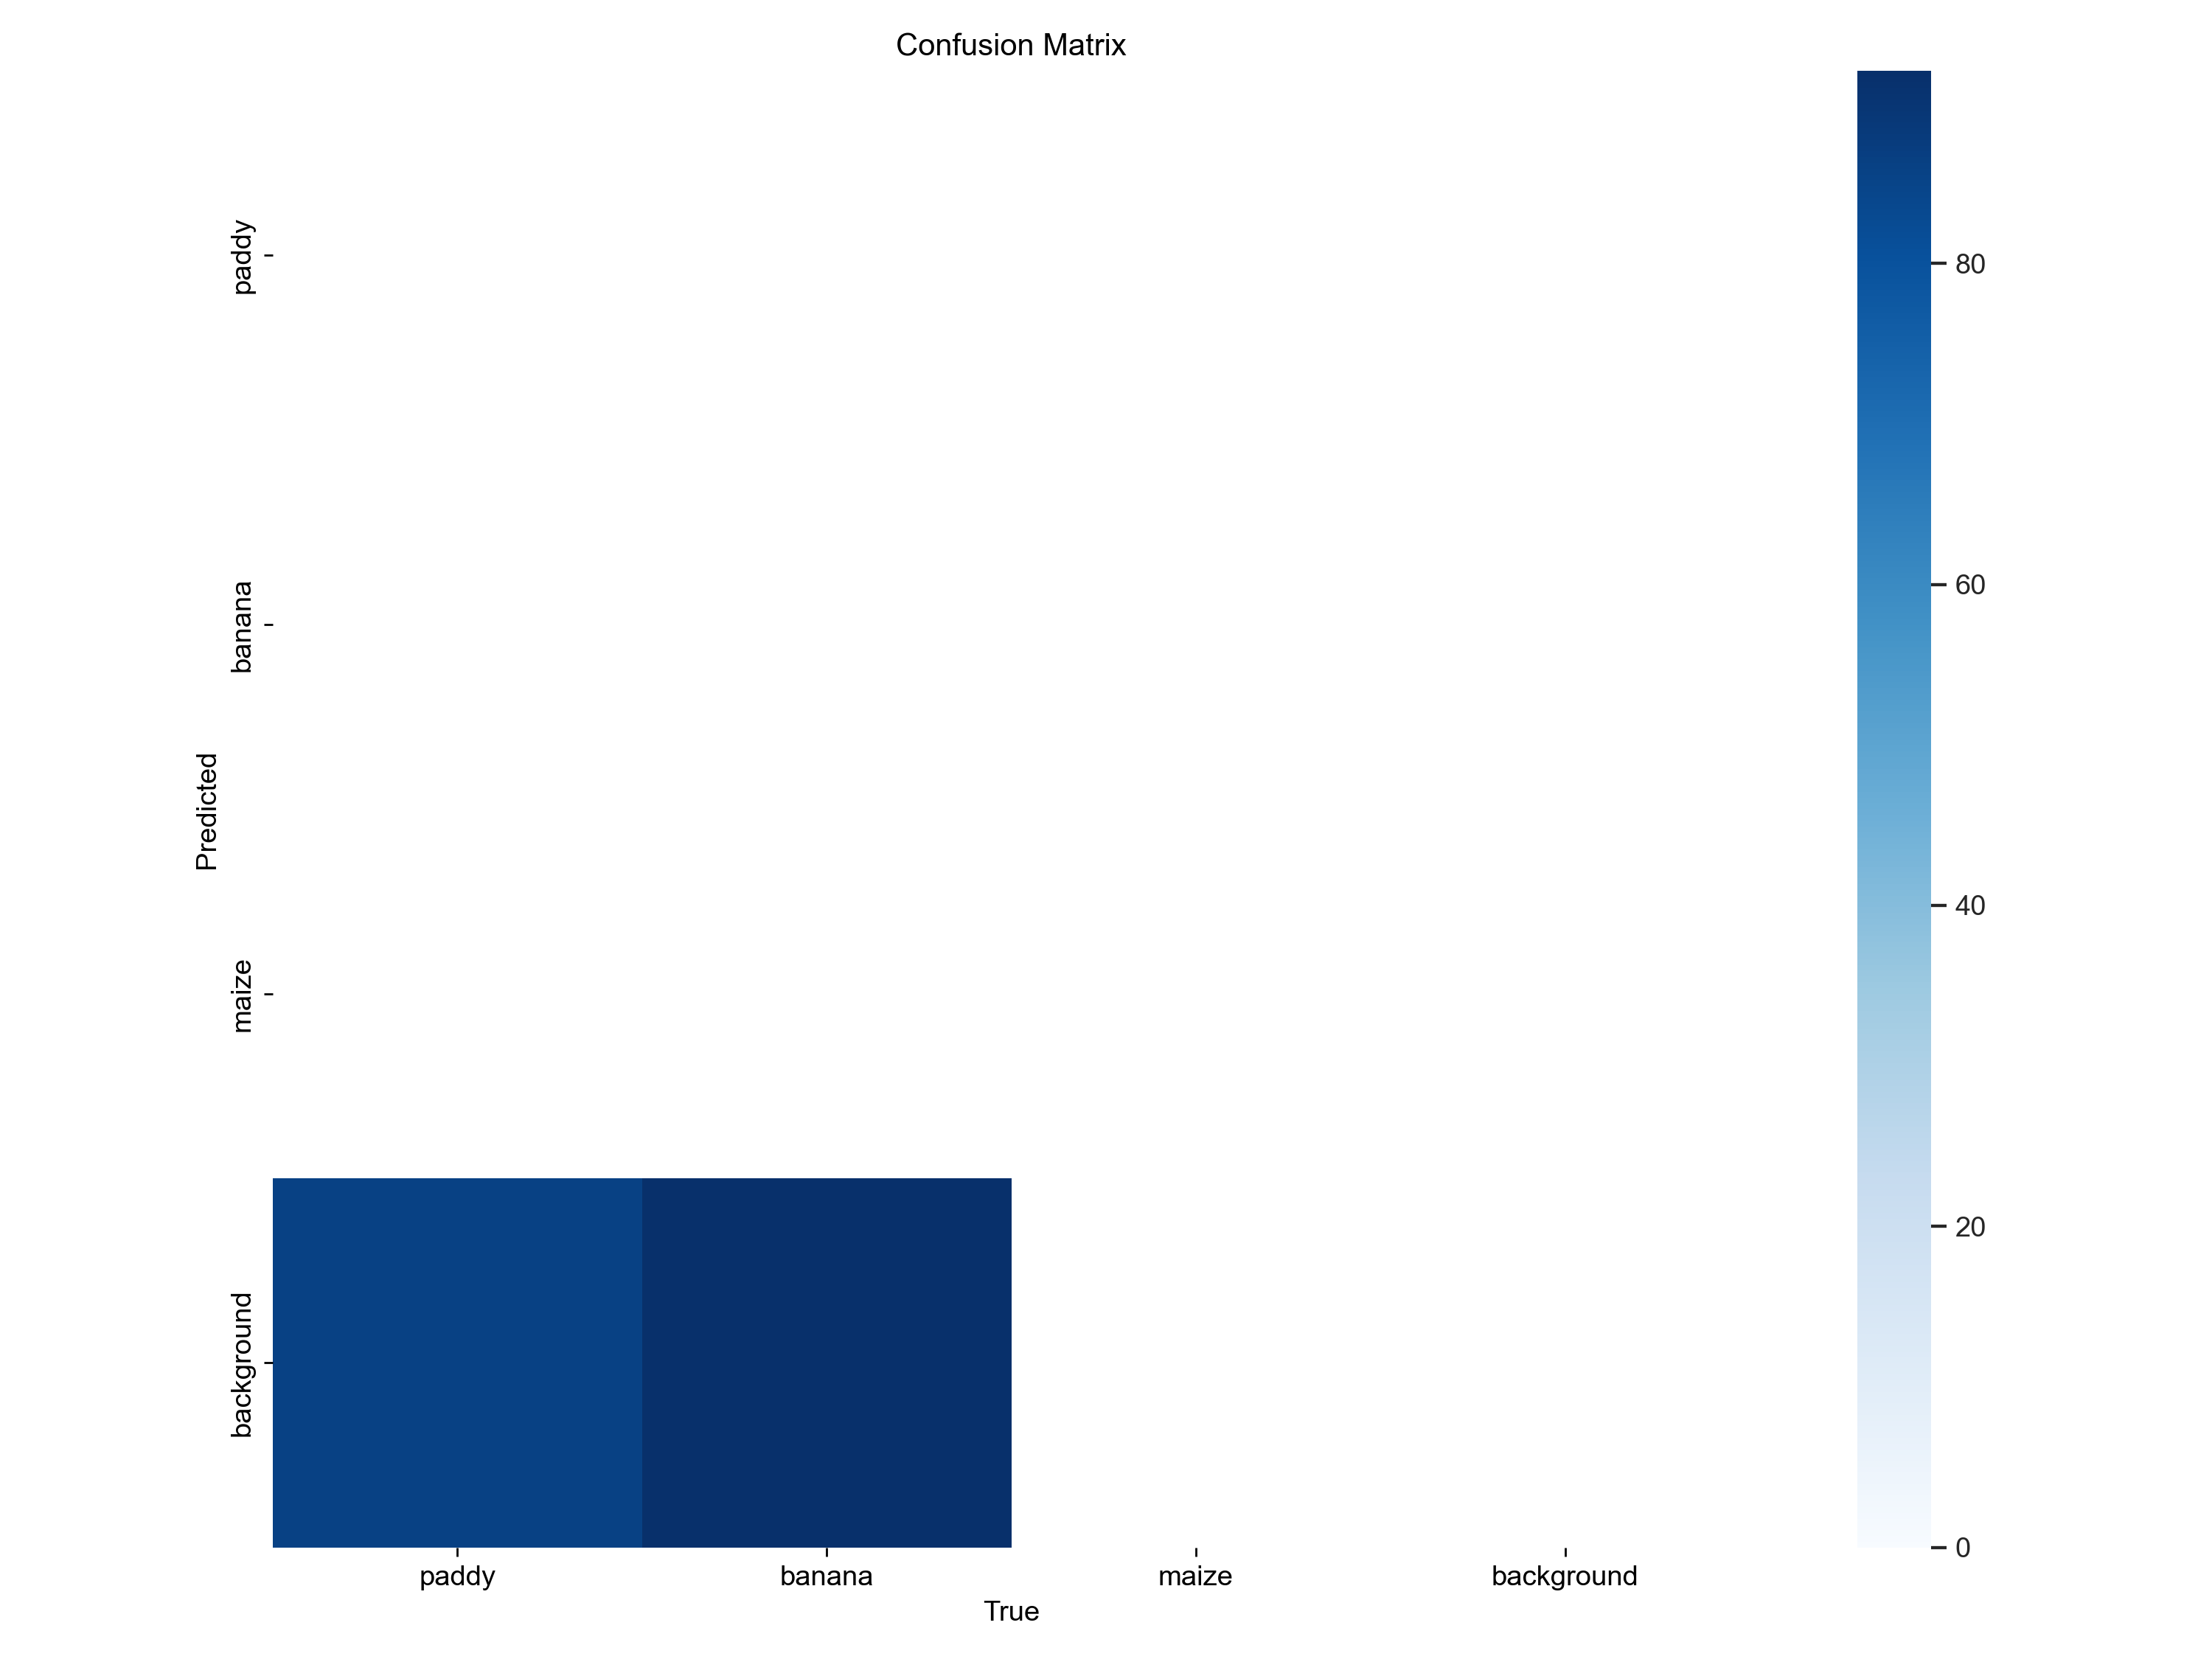 Confusion Matrix
paddy
banana
maize
background
Predicted
paddy
banana
maize
background
True
80
60
40
20
0